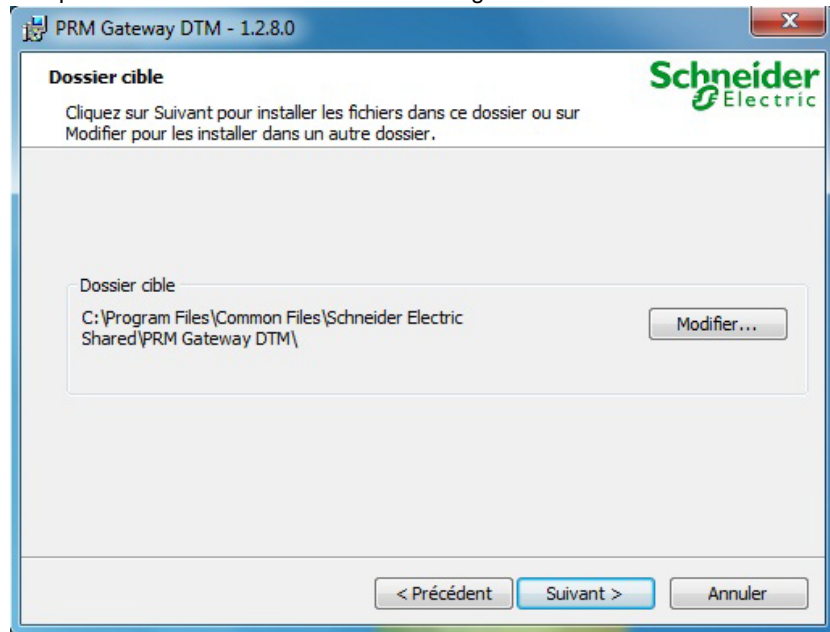 PRM Gateway DTM - 1.2.8.0
Dossier cible
Schneider
Electric
Cliquez sur Suivant pour installer les fichiers dans ce dossier ou sur
Modifier pour les installer dans un autre dossier.
Dossier cible
C:\Program Files\Common Files\Schneider Electric
Shared\PRM Gateway DTM\
Modifier...
< Précédent
Suivant >
Annuler